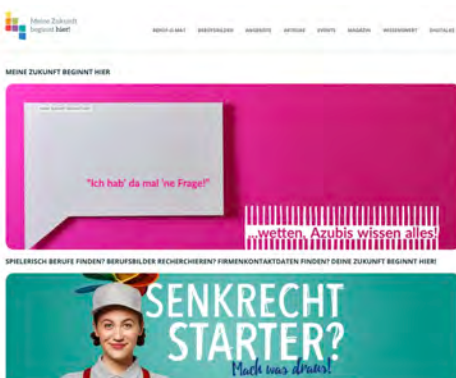 Meine Zukunft
beginnt hier!
BERUF-O-MAT BERUFSBILDER ANGEBOTE ARTIKEL EVENTS MAGAZIN WISSENSWERT DIGITALES
MEINE ZUKUNFT BEGINNT HIER
"Ich hab' da mal 'ne Frage!"
...wetten, Azubis wissen alles!
SPIELERISCH BERUFE FINDEN? BERUFSBILDER RECHERCHIEREN? FIRMENKONTAKTDATEN FINDEN? DEINE ZUKUNFT BEGINNT HIER!
SENKRECHT
STARTER?
Mach was draus!